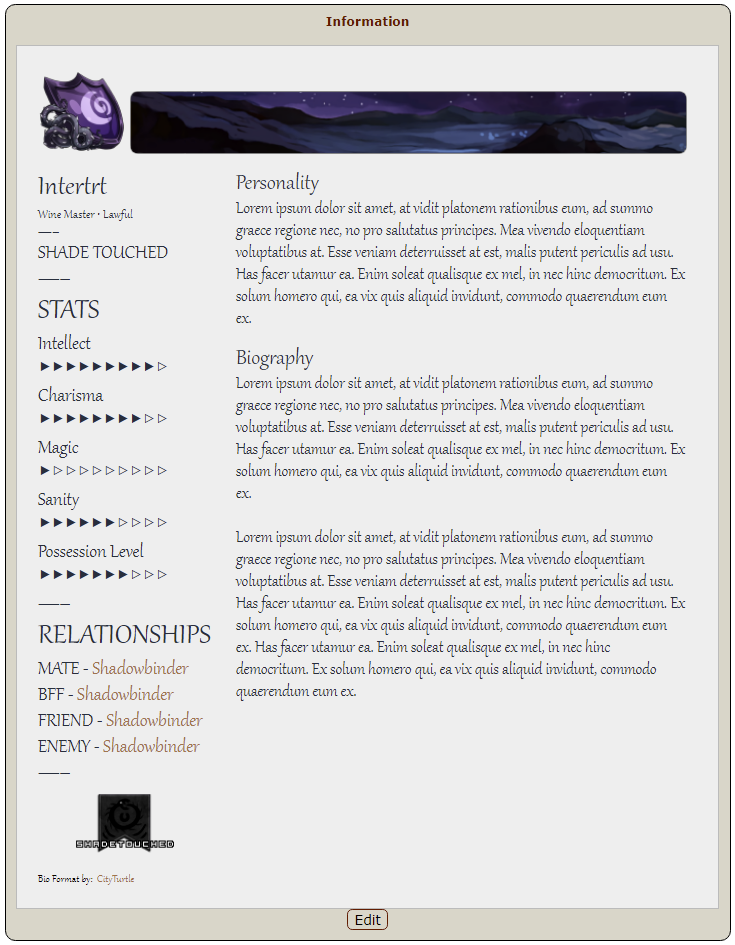 Information
Intertrt
Wine Master • Lawful
SHADE TOUCHED
STATS
Intellect
►►►►►►►►►▷
Charisma
►►►►►►►►▷▷
Magic
►▷▷▷▷▷▷▷▷▷
Sanity
►►►►►►▷▷▷▷
Possession Level
►►►►►►►▷▷▷
RELATIONSHIPS
MATE - Shadowbinder
BFF - Shadowbinder
FRIEND - Shadowbinder
ENEMY - Shadowbinder
SHADETOUCHED
Bio Format by: CityTurtle
Personality
Lorem ipsum dolor sit amet, at vidit platonem rationibus eum, ad summo
graece regione nec, no pro salutatus principes. Mea vivendo eloquentiam
voluptatibus at. Esse veniam deterruisset at est, malis putent periculis ad usu.
Has facer utamur ea. Enim soleat qualisque ex mel, in nec hinc democritum. Ex
solum homero qui, ea vix quis aliquid invidunt, commodo quaerendum eum
ex.
Biography
Lorem ipsum dolor sit amet, at vidit platonem rationibus eum, ad summo
graece regione nec, no pro salutatus principes. Mea vivendo eloquentiam
voluptatibus at. Esse veniam deterruisset at est, malis putent periculis ad usu.
Has facer utamur ea. Enim soleat qualisque ex mel, in nec hinc democritum. Ex
solum homero qui, ea vix quis aliquid invidunt, commodo quaerendum eum
ex.
Lorem ipsum dolor sit amet, at vidit platonem rationibus eum, ad summo
graece regione nec, no pro salutatus principes. Mea vivendo eloquentiam
voluptatibus at. Esse veniam deterruisset at est, malis putent periculis ad usu.
Has facer utamur ea. Enim soleat qualisque ex mel, in nec hinc democritum. Ex
solum homero qui, ea vix quis aliquid invidunt, commodo quaerendum eum
ex. Has facer utamur ea. Enim soleat qualisque ex mel, in nec hinc
democritum. Ex solum homero qui, ea vix quis aliquid invidunt, commodo
quaerendum eum ex.
Edit